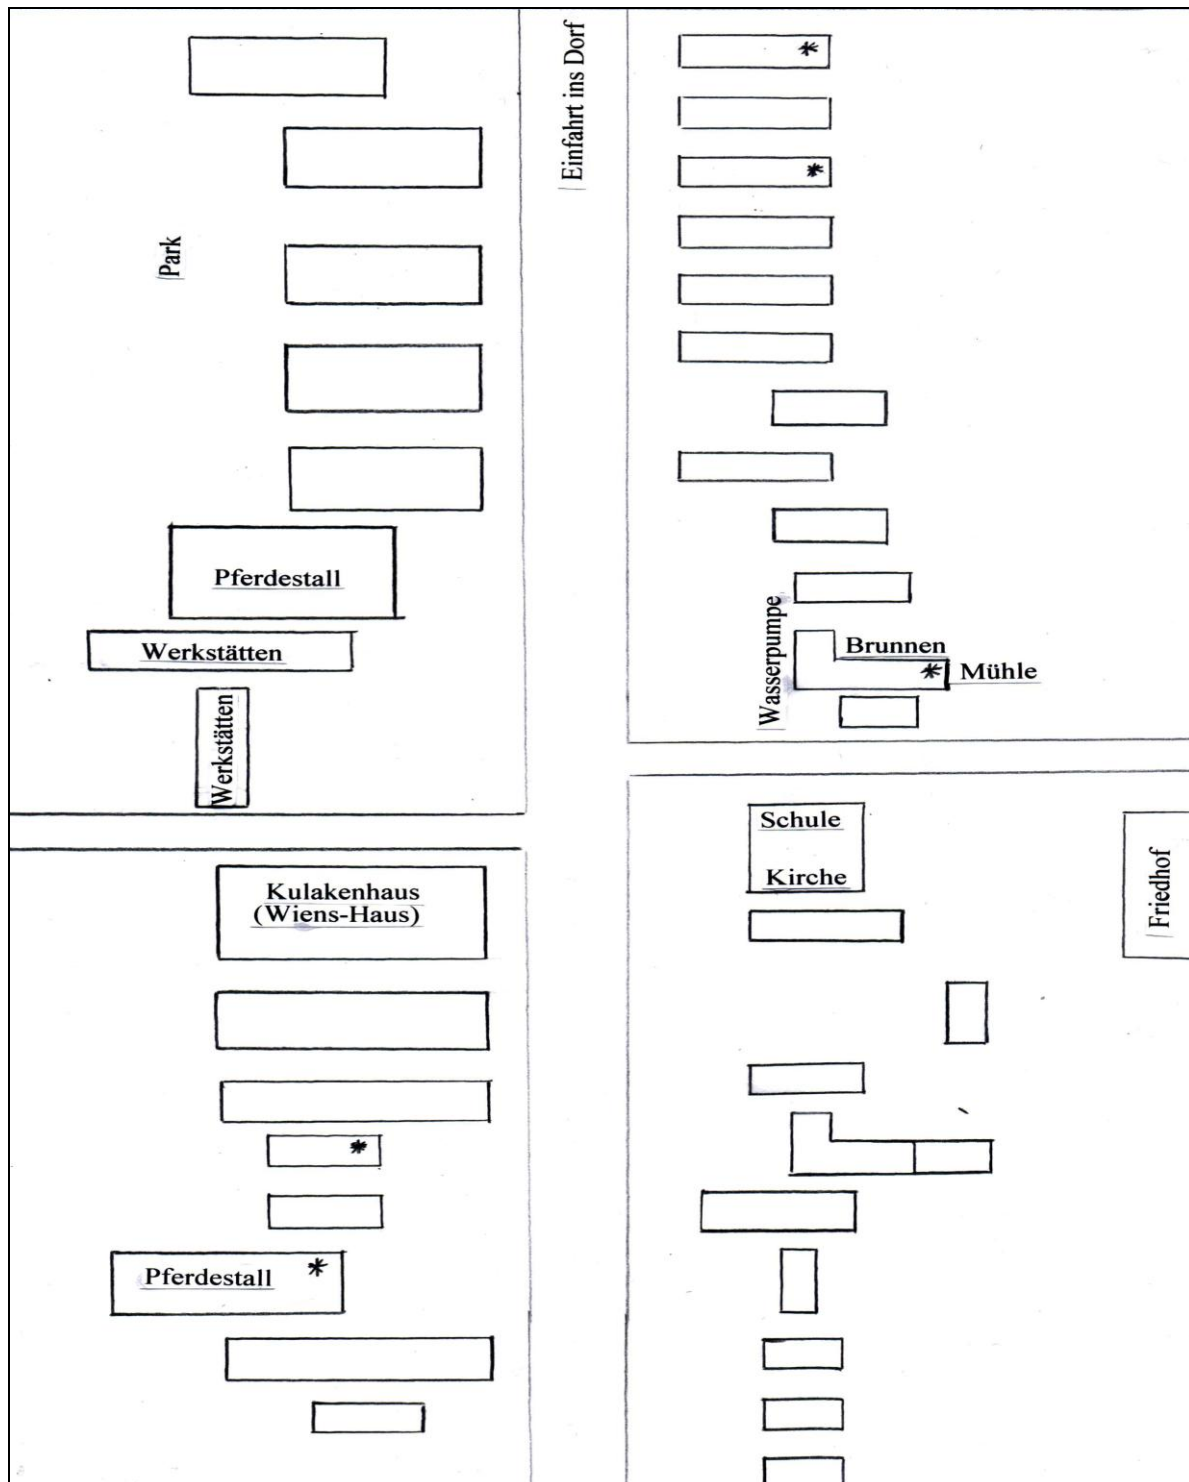 Einfahrt ins Dorf
Park
Pferdestall
Werkstätten
Werkstätten
Wasserpumpe
Brunnen
Mühle
Schule
Kirche
Friedhof
Kulakenhaus
(Wiens-Haus)
Pferdestall